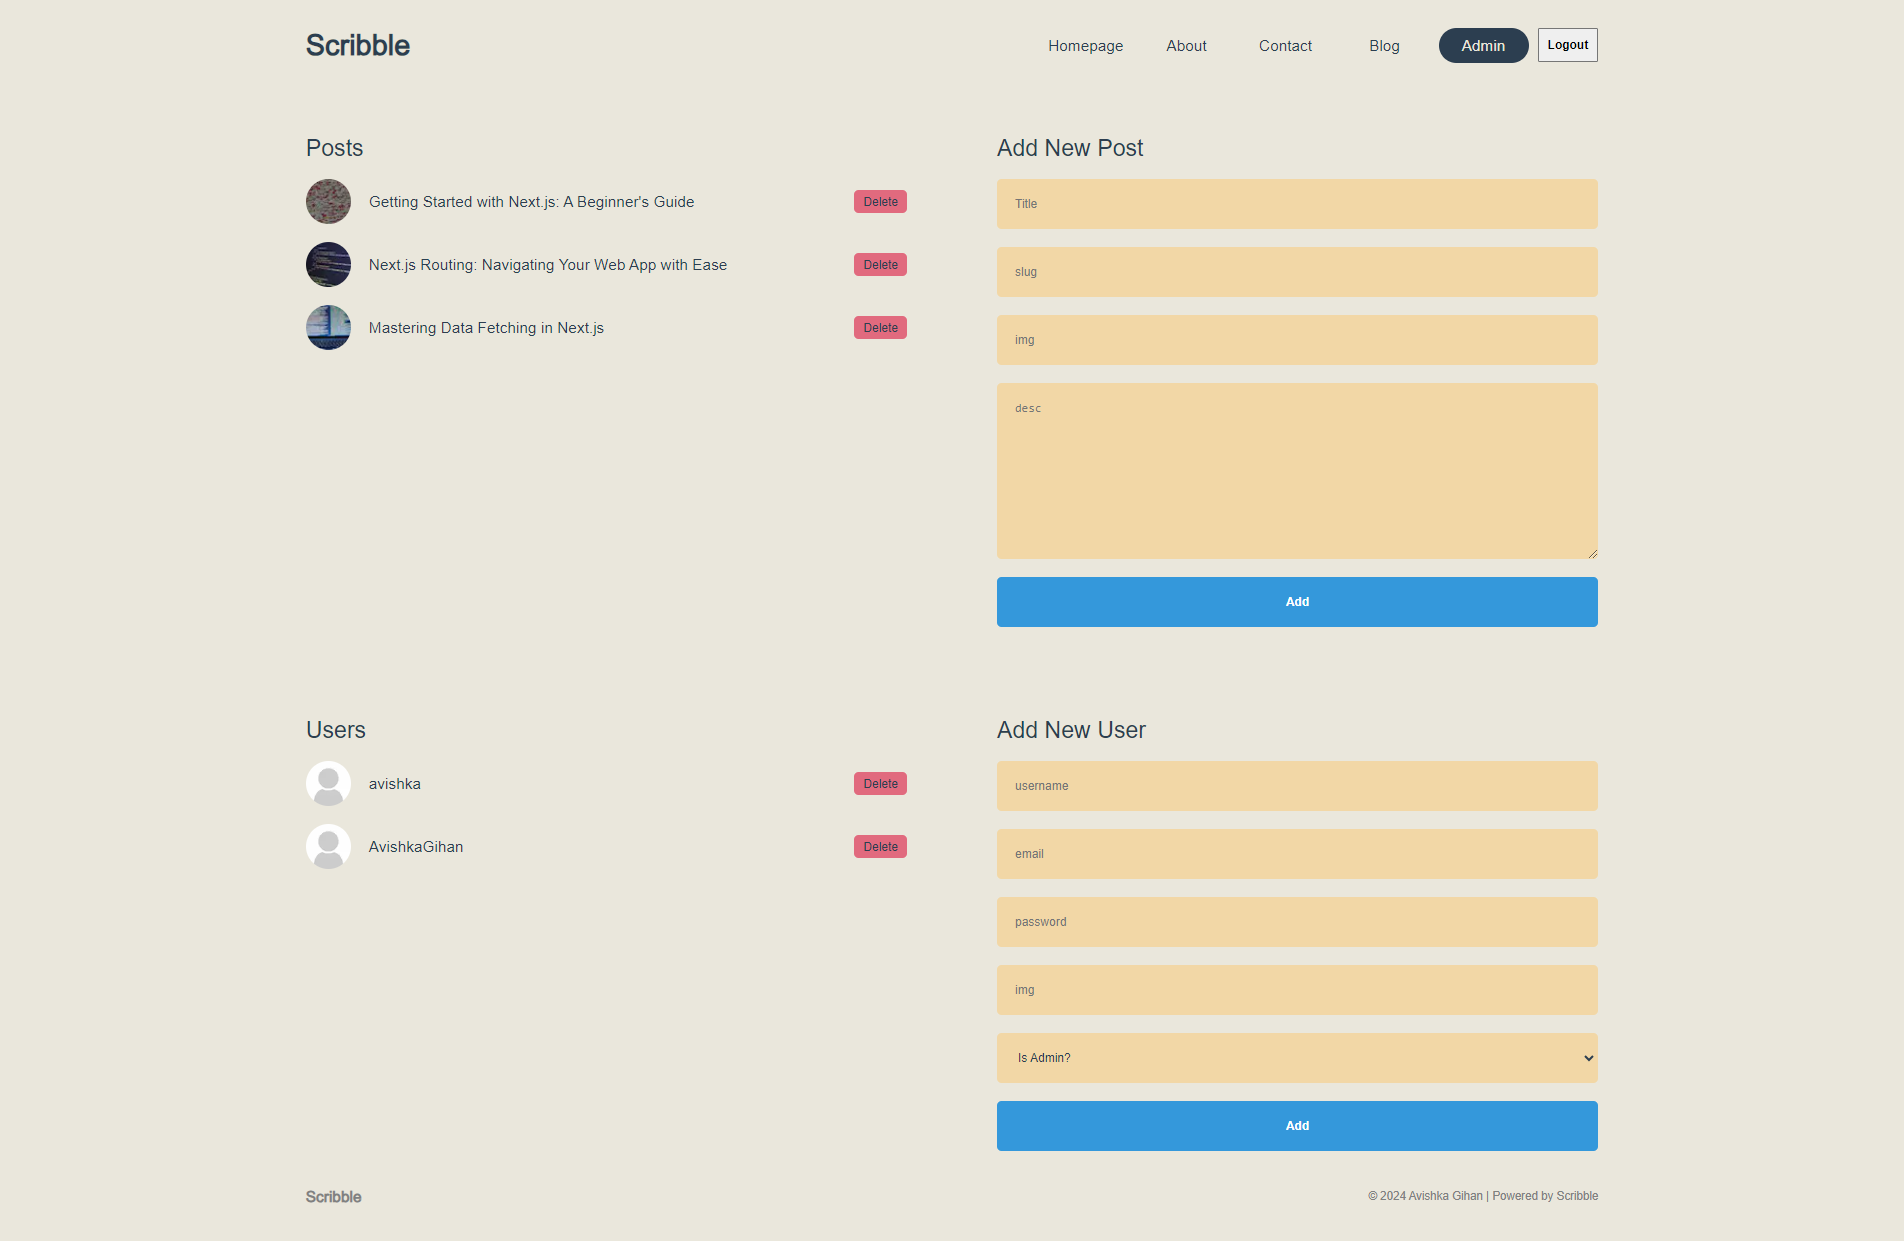 Scribble
Homepage
About
Contact
Blog
Admin
Logout
Posts
Getting Started with Next.js: A Beginner's Guide
Delete
Next.js Routing: Navigating Your Web App with Ease
Delete
Mastering Data Fetching in Next.js
Delete
Add New Post
Title
slug
img
desc
Add
Users
avishka
Delete
AvishkaGihan
Delete
Add New User
username
email
password
img
Is Admin?
Add
Scribble
© 2024 Avishka Gihan | Powered by Scribble